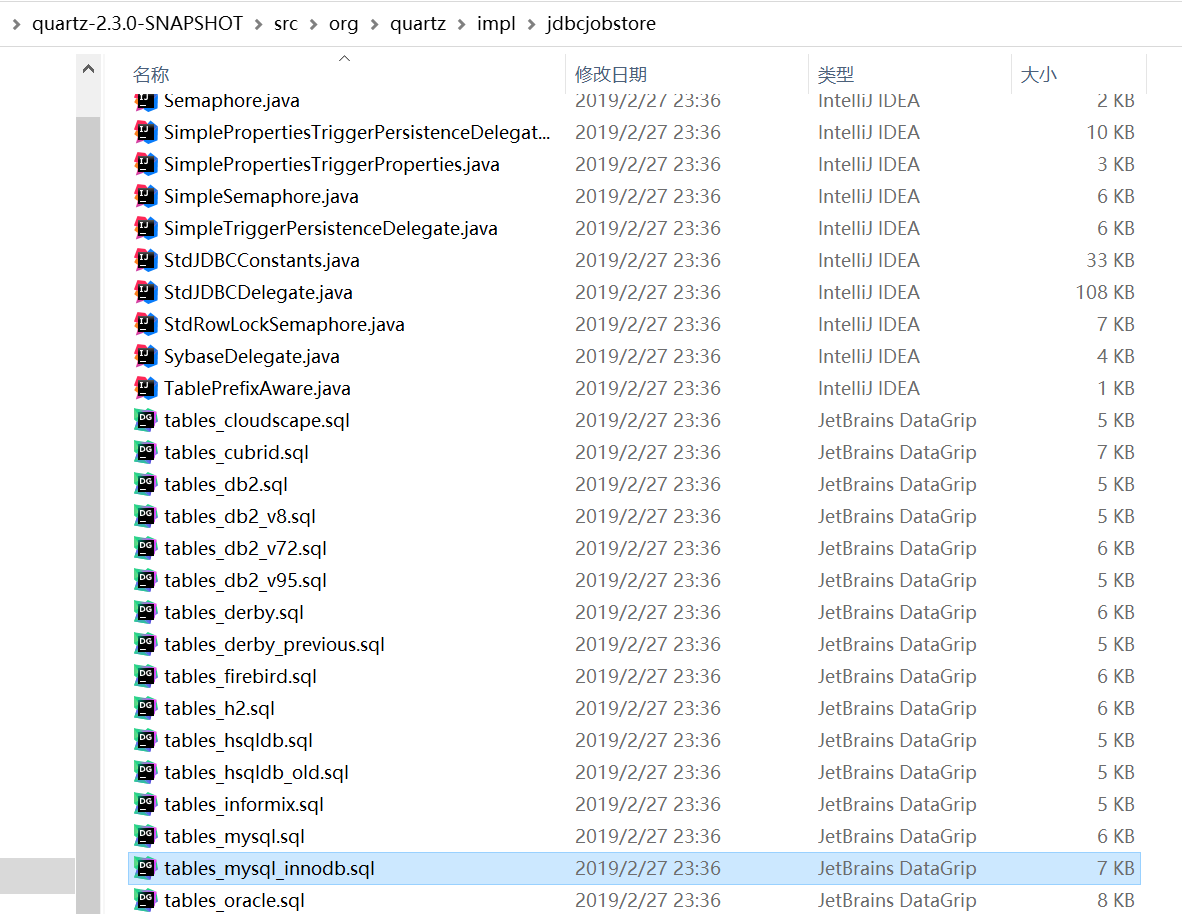 quartz-2.3.0-SNAPSHOT > src > org > quartz > impl > jdbcjobstore
名称 修改日期 类型 大小
Semaphore.java 2019/2/27 23:36 IntelliJ IDEA 2 KB
SimplePropertiesTriggerPersistenceDelegat... 2019/2/27 23:36 IntelliJ IDEA 10 KB
SimplePropertiesTriggerProperties.java 2019/2/27 23:36 IntelliJ IDEA 3 KB
SimpleSemaphore.java 2019/2/27 23:36 IntelliJ IDEA 6 KB
SimpleTriggerPersistenceDelegate.java 2019/2/27 23:36 IntelliJ IDEA 6 KB
StdJDBCConstants.java 2019/2/27 23:36 IntelliJ IDEA 33 KB
StdJDBCDelegate.java 2019/2/27 23:36 IntelliJ IDEA 108 KB
StdRowLockSemaphore.java 2019/2/27 23:36 IntelliJ IDEA 7 KB
SybaseDelegate.java 2019/2/27 23:36 IntelliJ IDEA 4 KB
TablePrefixAware.java 2019/2/27 23:36 IntelliJ IDEA 1 KB
tables_cloudscape.sql 2019/2/27 23:36 JetBrains DataGrip 5 KB
tables_cubrid.sql 2019/2/27 23:36 JetBrains DataGrip 7 KB
tables_db2.sql 2019/2/27 23:36 JetBrains DataGrip 5 KB
tables_db2_v8.sql 2019/2/27 23:36 JetBrains DataGrip 5 KB
tables_db2_v72.sql 2019/2/27 23:36 JetBrains DataGrip 6 KB
tables_db2_v95.sql 2019/2/27 23:36 JetBrains DataGrip 5 KB
tables_derby.sql 2019/2/27 23:36 JetBrains DataGrip 6 KB
tables_derby_previous.sql 2019/2/27 23:36 JetBrains DataGrip 5 KB
tables_firebird.sql 2019/2/27 23:36 JetBrains DataGrip 6 KB
tables_h2.sql 2019/2/27 23:36 JetBrains DataGrip 6 KB
tables_hsqldb.sql 2019/2/27 23:36 JetBrains DataGrip 5 KB
tables_hsqldb_old.sql 2019/2/27 23:36 JetBrains DataGrip 5 KB
tables_informix.sql 2019/2/27 23:36 JetBrains DataGrip 5 KB
tables_mysql.sql 2019/2/27 23:36 JetBrains DataGrip 6 KB
tables_mysql_innodb.sql 2019/2/27 23:36 JetBrains DataGrip 7 KB
tables_oracle.sql 2019/2/27 23:36 JetBrains DataGrip 8 KB